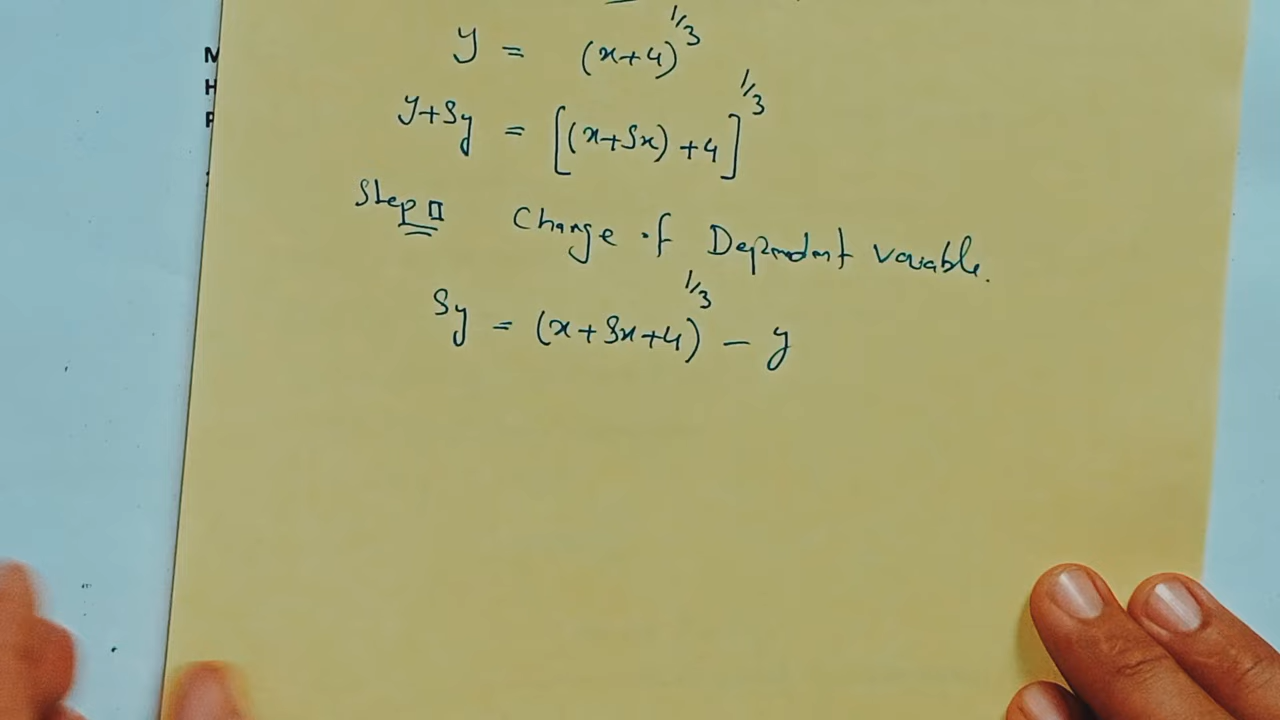 M
H
P
y = (x+4)^1/3
y+δy = [(x+δx)+4]^1/3
Step II Change of Dependent variable.
δy = (x+δx+4)^1/3 - y